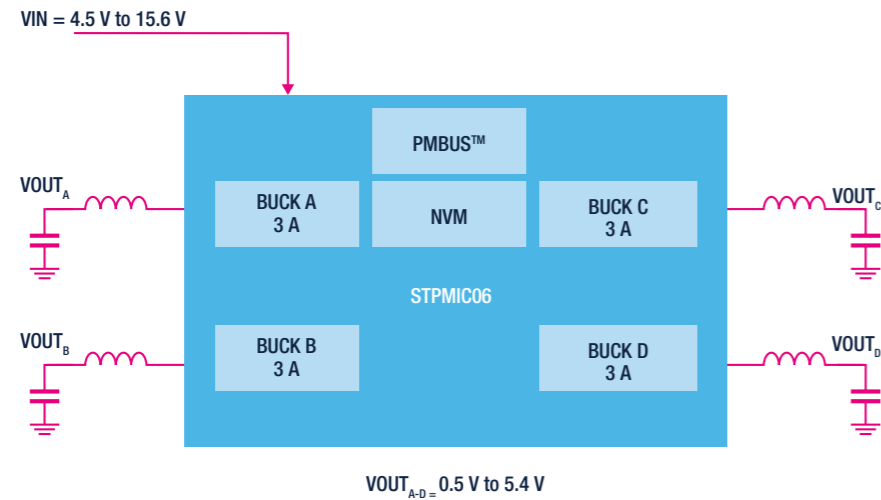 VIN = 4.5 V to 15.6 V
PMBUS™
VOUTA
BUCK A
3 A
NVM
BUCK C
3 A
VOUTC
STPMIC06
VOUTB
BUCK B
3 A
BUCK D
3 A
VOUTD
VOUTA-D = 0.5 V to 5.4 V